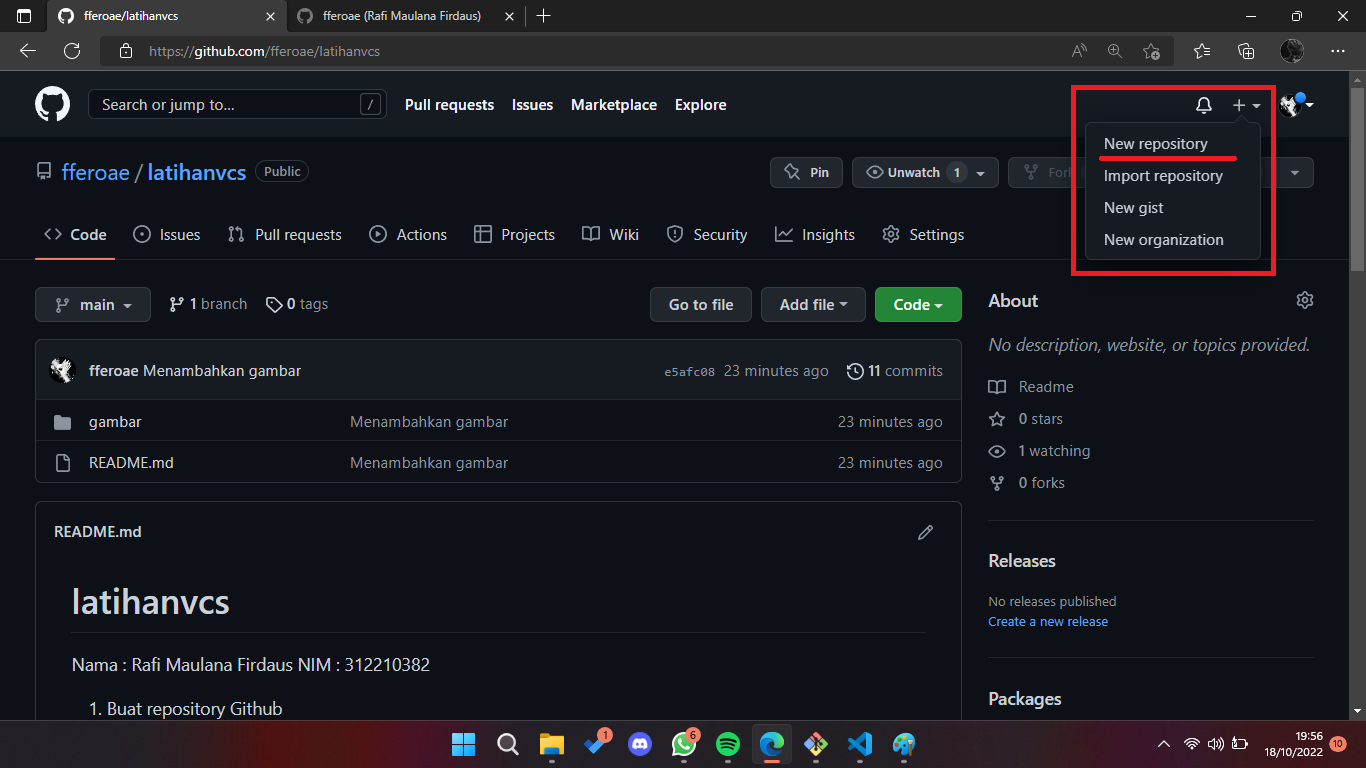 fferoae/latihanvcs
fferoae (Rafi Maulana Firdaus)
https://github.com/fferoae/latihanvcs
Search or jump to...
/
Pull requests
Issues
Marketplace
Explore
New repository
Import repository
New gist
New organization
fferoae / latihanvcs
Public
Pin
Unwatch 1
Fork
Code
Issues
Pull requests
Actions
Projects
Wiki
Security
Insights
Settings
main
1 branch
0 tags
Go to file
Add file
Code
About
No description, website, or topics provided.
Readme
0 stars
1 watching
0 forks
Releases
No releases published
Create a new release
Packages
fferoae Menambahkan gambar
e5afc08 23 minutes ago
11 commits
gambar
Menambahkan gambar
23 minutes ago
README.md
Menambahkan gambar
23 minutes ago
README.md
latihanvcs
Nama : Rafi Maulana Firdaus NIM : 312210382
1. Buat repository Github
1
6
19:56
18/10/2022
10